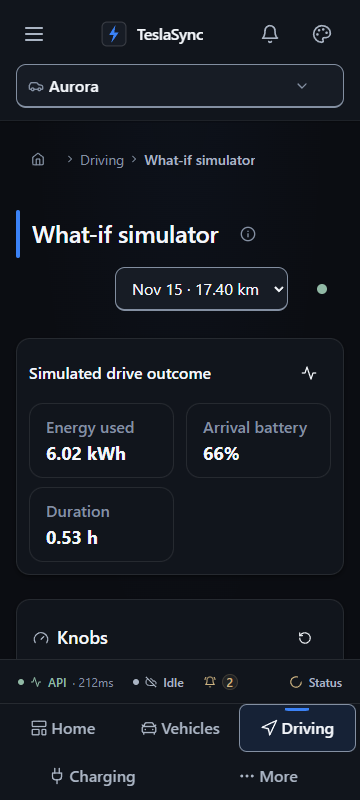 TeslaSync
Aurora
Driving What-if simulator
What-if simulator
Nov 15 · 17.40 km
Simulated drive outcome
Energy used
6.02 kWh
Arrival battery
66%
Duration
0.53 h
Knobs
API · 212ms Idle 2 Status
Home Vehicles Driving
Charging More